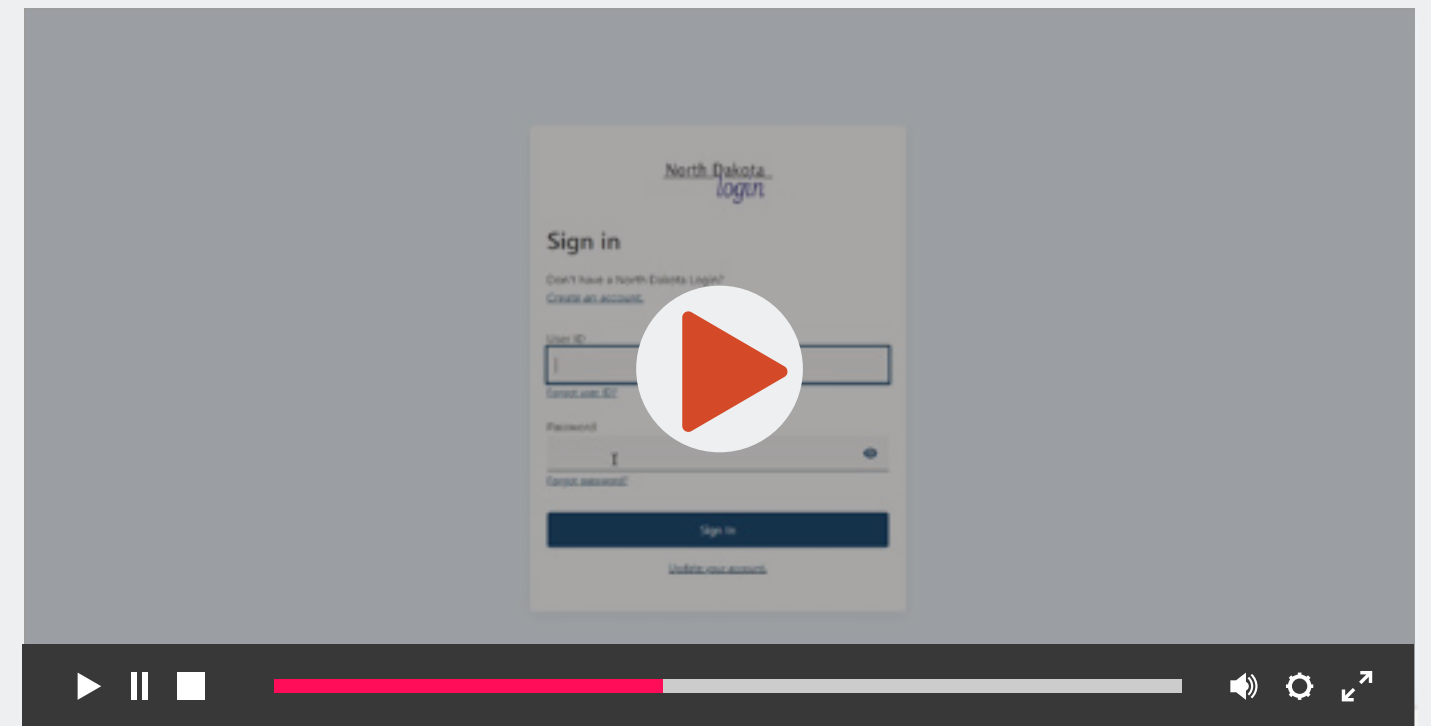 North Dakota
login
Sign in
Don't have a North Dakota Login?
Create an account.
User ID
Forgot user ID?
Password
Forgot password?
Sign In
Update your account.